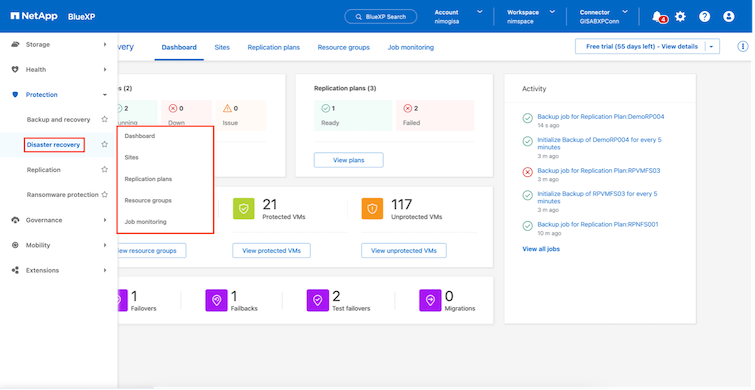 NetApp BlueXP
BlueXP Search
Account
nimogisa
Workspace
nimspace
Connector
GISABXPConn
4
Storage
Health
Protection
Backup and recovery
Disaster recovery
Replication
Ransomware protection
Governance
Mobility
Extensions
very
Dashboard
Sites
Replication plans
Resource groups
Job monitoring
Free trial (55 days left) - View details
s (2)
2
unning
0
Down
0
Issue
Dashboard
Sites
Replication plans
Resource groups
Job monitoring
Replication plans (3)
1
Ready
2
Failed
View plans
21
Protected VMs
117
Unprotected VMs
iew resource groups
View protected VMs
View unprotected VMs
1
Failovers
1
Failbacks
2
Test failovers
0
Migrations
Activity
Backup job for Replication Plan:DemoRP004
14 s ago
Initialize Backup of DemoRP004 for every 5
minutes
3 m ago
Backup job for Replication Plan:RPVMFS03
3 m ago
Initialize Backup of RPVMFS03 for every 5
minutes
3 m ago
Backup job for Replication Plan:RPNFS001
10 m ago
View all jobs